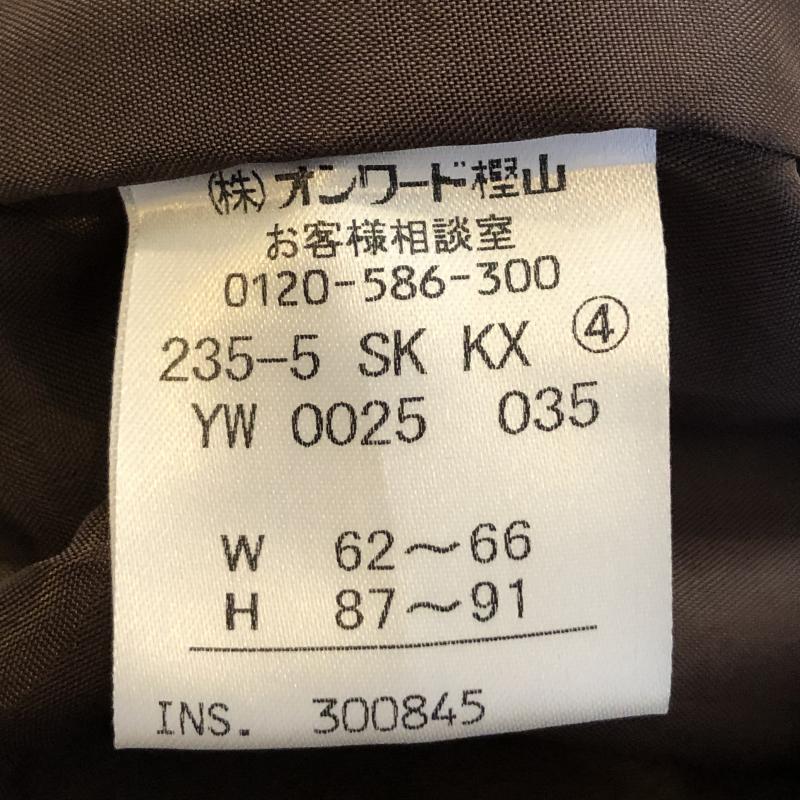 (株)オンワード樫山
お客様相談室
0120-586-300
235-5 SK KX ④
YW 0025 035
W 62～66
H 87～91
INS. 300845